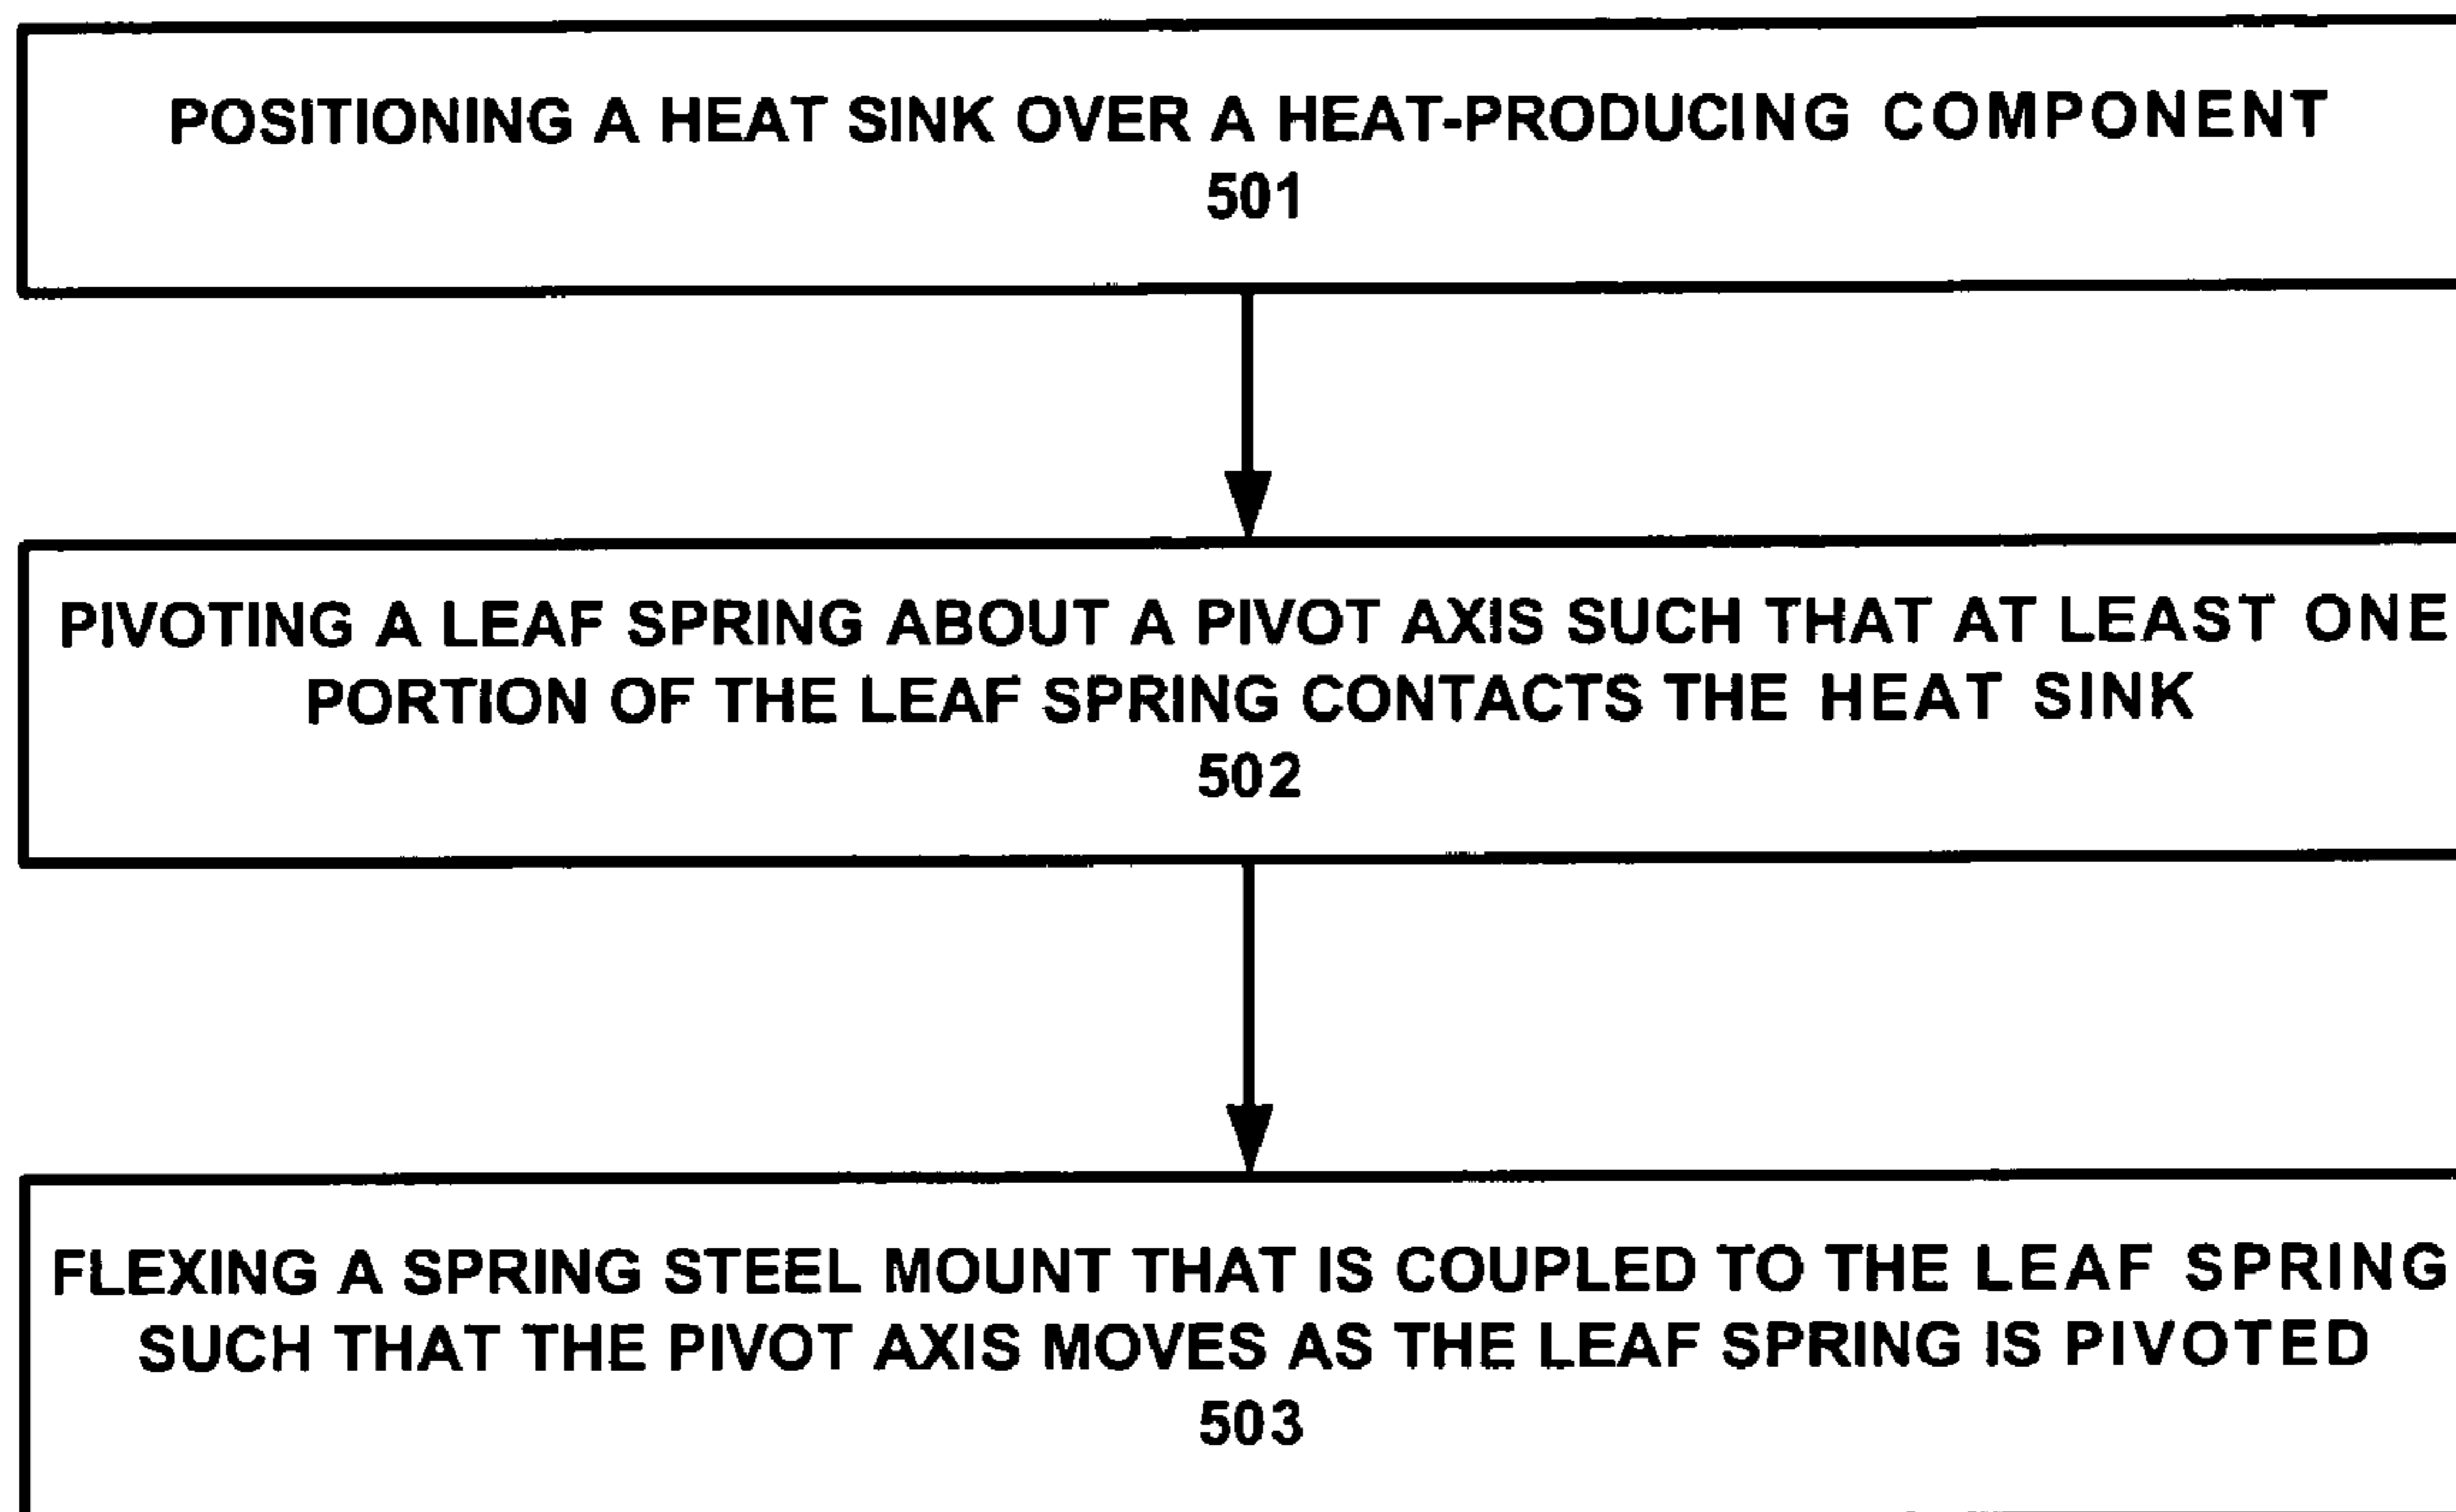 POSITIONING A HEAT SINK OVER A HEAT-PRODUCING COMPONENT
501
PIVOTING A LEAF SPRING ABOUT A PIVOT AXIS SUCH THAT AT LEAST ONE
PORTION OF THE LEAF SPRING CONTACTS THE HEAT SINK
502
FLEXING A SPRING STEEL MOUNT THAT IS COUPLED TO THE LEAF SPRING
SUCH THAT THE PIVOT AXIS MOVES AS THE LEAF SPRING IS PIVOTED
503